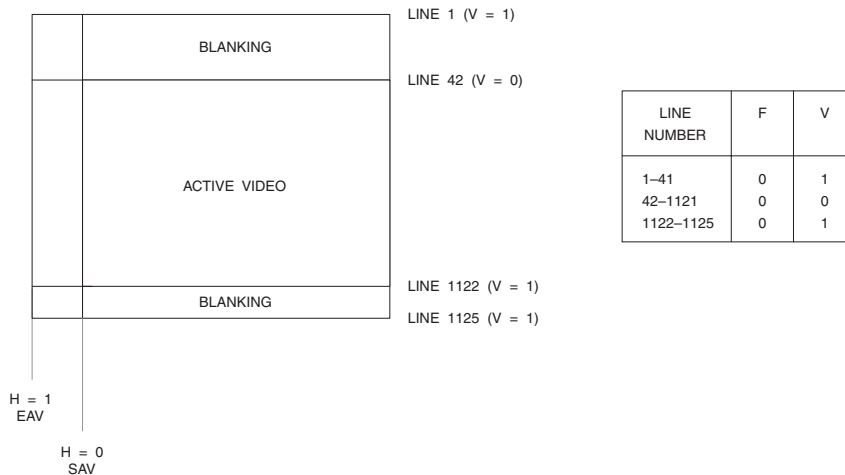 LINE 1 (V = 1)
BLANKING
LINE 42 (V = 0)
ACTIVE VIDEO
LINE 1122 (V = 1)
BLANKING
LINE 1125 (V = 1)
H = 1
EAV
H = 0
SAV
LINE NUMBER F V
1–41 0 1
42–1121 0 0
1122–1125 0 1